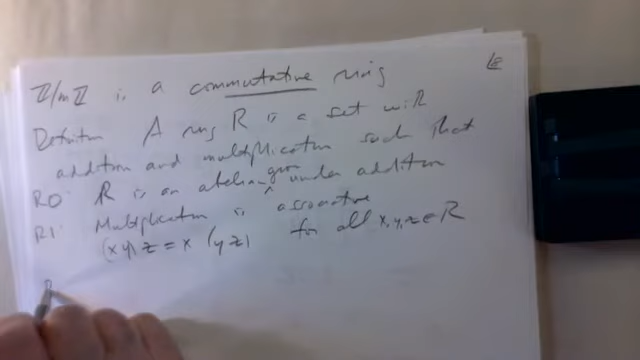 Z/mZ is a commutative ring
Definition A ring R is a set with
addition and multiplication such that
R0: R is an abelian group under addition
R1: Multiplication is associative
(xy)z = x(yz) for all x,y,z ∈ R
R